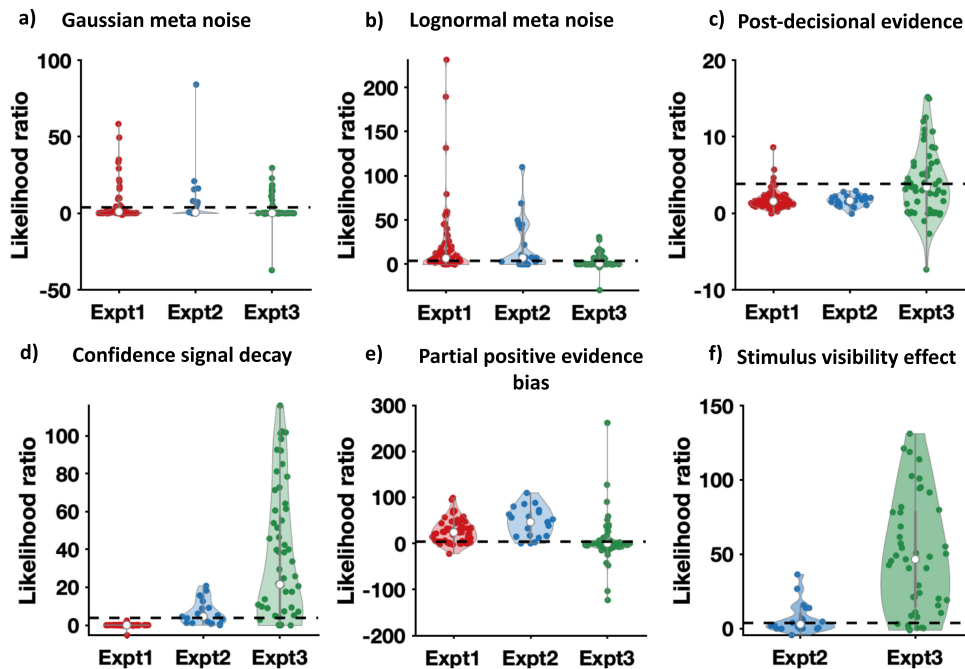 a) Gaussian meta noise
b) Lognormal meta noise
c) Post-decisional evidence
Likelihood ratio
100
50
0
-50
Expt1 Expt2 Expt3
Likelihood ratio
200
150
100
50
0
Expt1 Expt2 Expt3
Likelihood ratio
20
10
0
-10
Expt1 Expt2 Expt3
d) Confidence signal decay
e) Partial positive evidence
bias
f) Stimulus visibility effect
Likelihood ratio
100
80
60
40
20
0
Expt1 Expt2 Expt3
Likelihood ratio
300
200
100
0
-100
-200
Expt1 Expt2 Expt3
Likelihood ratio
150
100
50
0
Expt2 Expt3